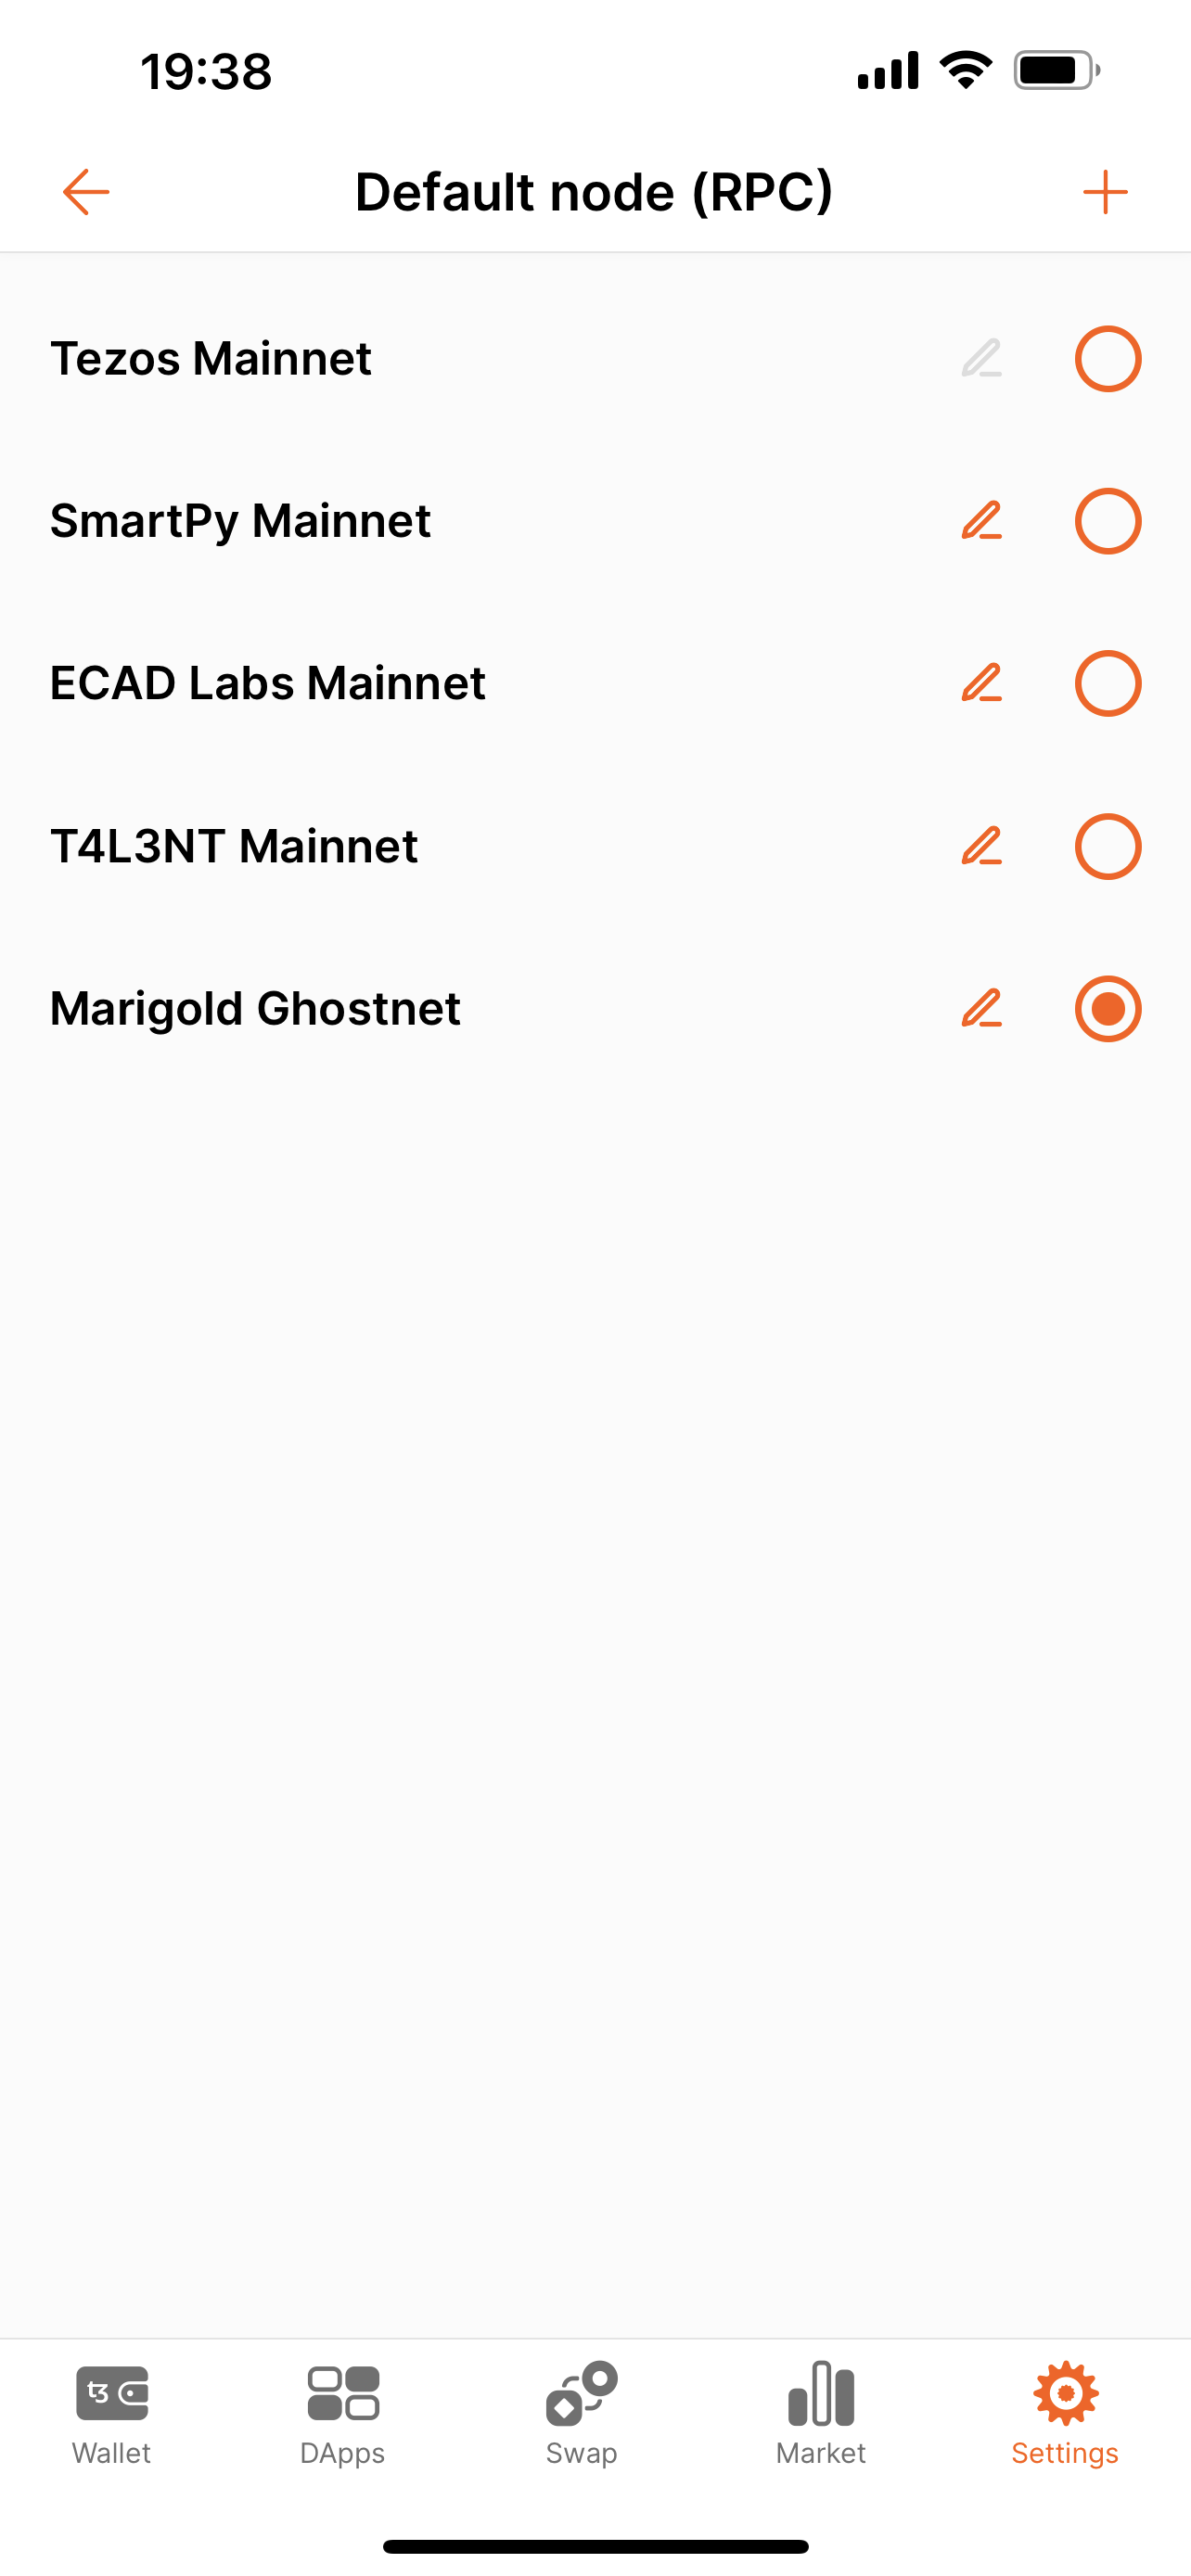 19:38
Default node (RPC)
Tezos Mainnet
SmartPy Mainnet
ECAD Labs Mainnet
T4L3NT Mainnet
Marigold Ghostnet
Wallet
DApps
Swap
Market
Settings